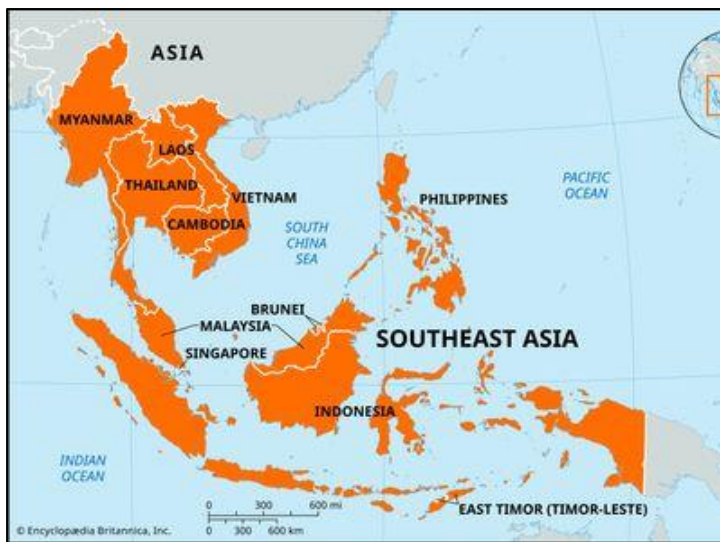 ASIA
MYANMAR
LAOS
THAILAND
VIETNAM
CAMBODIA
PHILIPPINES
PACIFIC
OCEAN
SOUTH
CHINA
SEA
BRUNEI
MALAYSIA
SINGAPORE
SOUTHEAST ASIA
INDONESIA
INDIAN
OCEAN
0 300 600 mi
0 300 600 km
EAST TIMOR (TIMOR-LESTE)
© Encyclopædia Britannica, Inc.